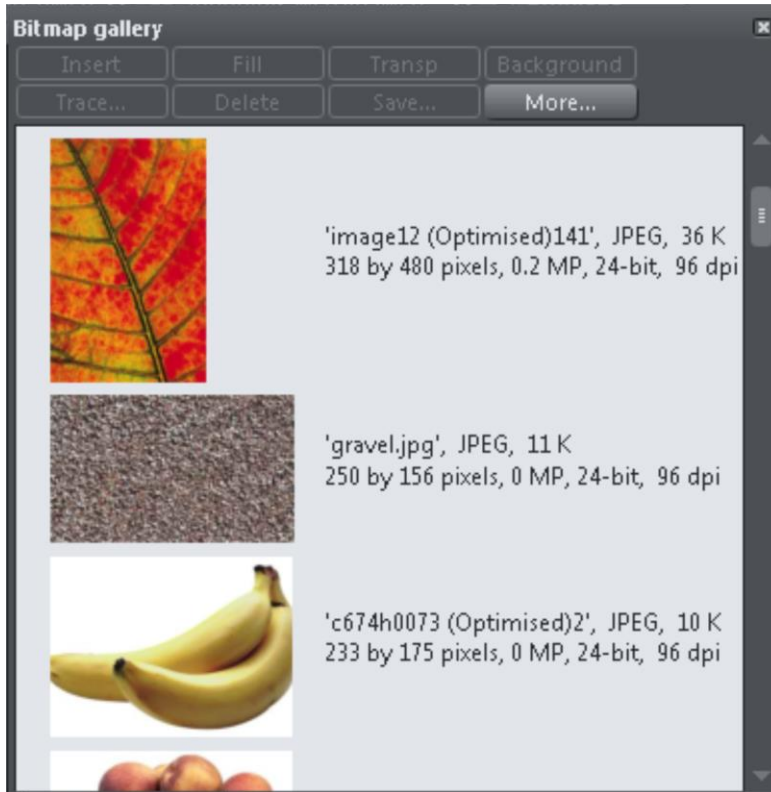 Bitmap gallery
Insert Fill Transp Background
Trace... Delete Save... More...
'image12 (Optimised)141', JPEG, 36 K
318 by 480 pixels, 0.2 MP, 24-bit, 96 dpi
'gravel.jpg', JPEG, 11 K
250 by 156 pixels, 0 MP, 24-bit, 96 dpi
'c674h0073 (Optimised)2', JPEG, 10 K
233 by 175 pixels, 0 MP, 24-bit, 96 dpi